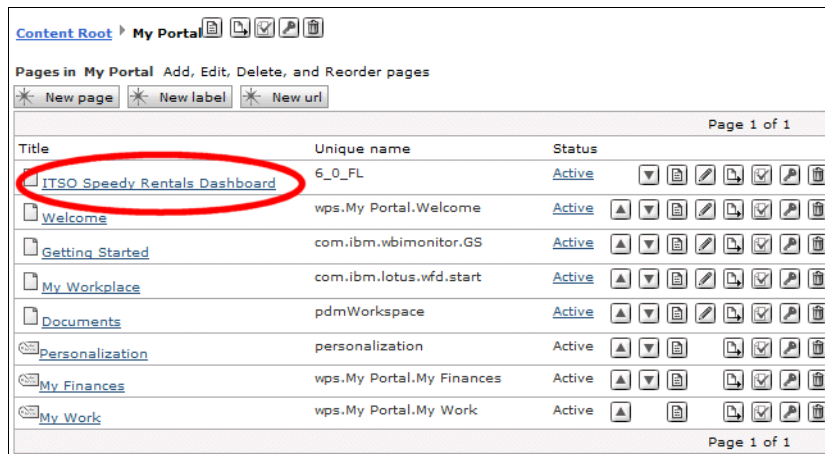 Content Root My Portal
Pages in My Portal Add, Edit, Delete, and Reorder pages
New page New label New url
Page 1 of 1
Title Unique name Status
ITSO Speedy Rentals Dashboard 6_0_FL Active
Welcome wps.My Portal.Welcome Active
Getting Started com.ibm.wbimonitor.GS Active
My Workplace com.ibm.lotus.wfd.start Active
Documents pdmWorkspace Active
Personalization personalization Active
My Finances wps.My Portal.My Finances Active
My Work wps.My Portal.My Work Active
Page 1 of 1